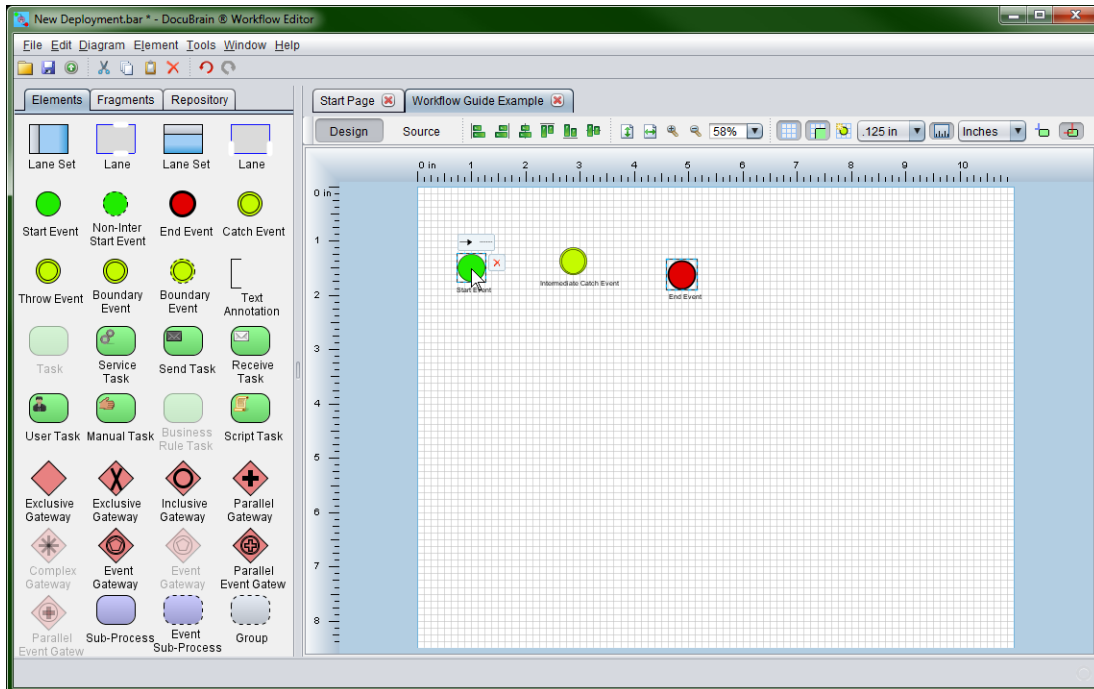 New Deployment.bar * - DocuBrain ® Workflow Editor
File Edit Diagram Element Tools Window Help
Elements Fragments Repository
Start Page Workflow Guide Example
Design Source 58% .125 in Inches
Lane Set Lane Lane Set Lane
Start Event Non-Inter Start Event End Event Catch Event
Throw Event Boundary Event Boundary Event Text Annotation
Task Service Task Send Task Receive Task
User Task Manual Task Business Rule Task Script Task
Exclusive Gateway Exclusive Gateway Inclusive Gateway Parallel Gateway
Complex Gateway Event Gateway Event Gateway Parallel Event Gatew
Parallel Event Gatew Sub-Process Event Sub-Process Group
0 in 1 2 3 4 5 6 7 8 9 10
0 in
1
2
3
4
5
6
7
8
Start Event
Intermediate Catch Event
End Event